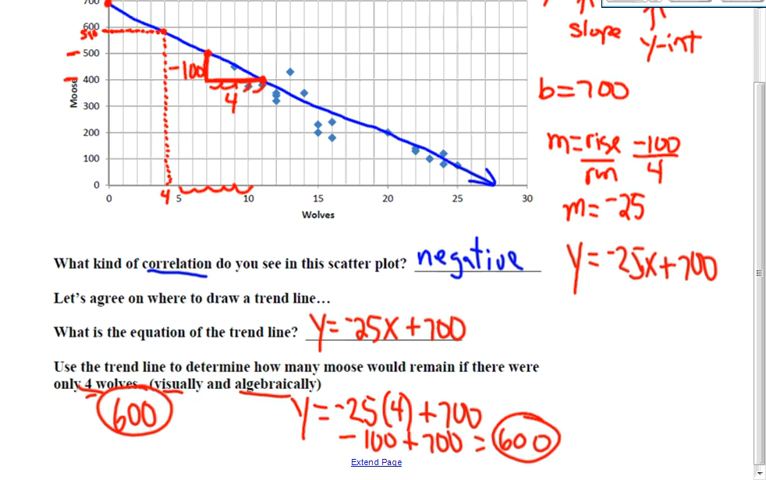 700
600
590
500
-100
400
4
Moose
300
200
100
0
4
0 5 10 15 20 25 30
Wolves
slope
y-int
b=700
m=rise -100
run 4
m=-25
y=-25x+700
What kind of correlation do you see in this scatter plot? negative
Let's agree on where to draw a trend line...
What is the equation of the trend line? y=-25x+700
Use the trend line to determine how many moose would remain if there were
only 4 wolves. (visually and algebraically)
600
y=-25(4)+700
-100+700=600
Extend Page